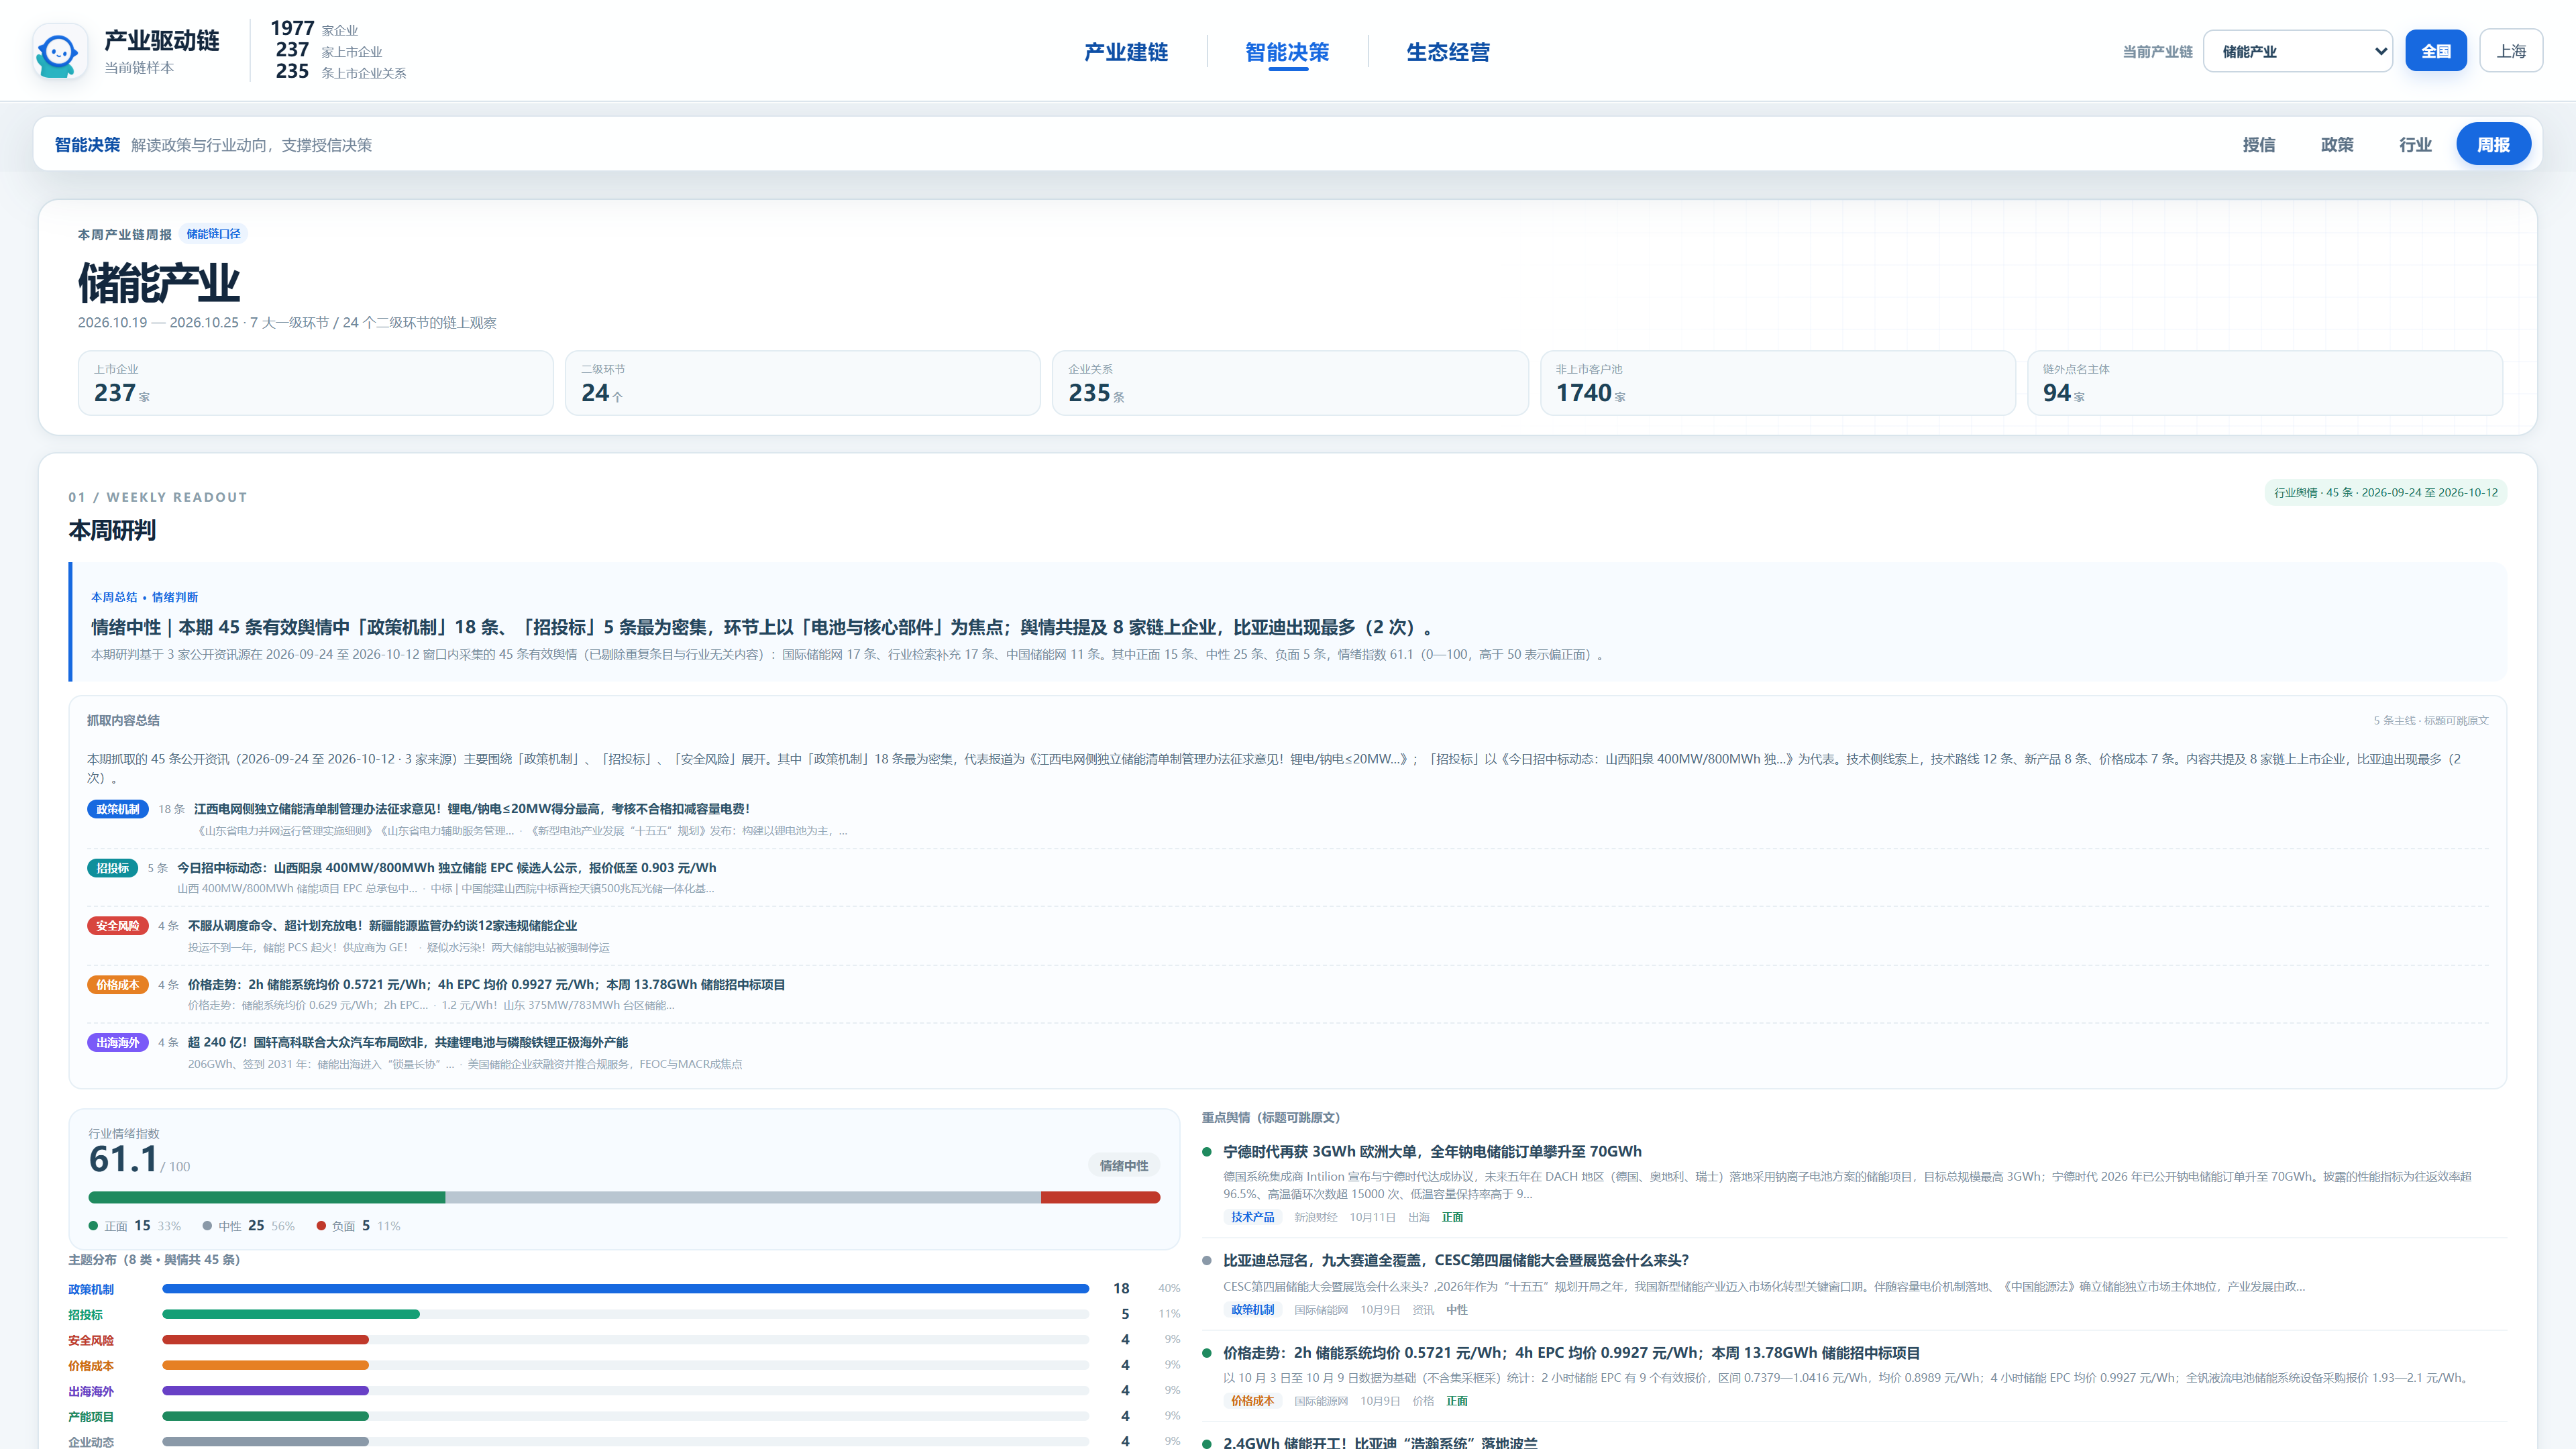 产业驱动链
当前链样本
1977 家企业
237 家上市企业
235 条上市企业关系
产业建链
智能决策
生态经营
当前产业链
储能产业
全国
上海
智能决策 解读政策与行业动向，支撑授信决策
授信
政策
行业
周报
本周产业链周报 储能链口径
储能产业
2026.10.19 — 2026.10.25 · 7 大一级环节 / 24 个二级环节的链上观察
上市企业
237 家
二级环节
24 个
企业关系
235 条
非上市客户池
1740 家
链外点名主体
94 家
01 / WEEKLY READOUT
行业舆情 · 45 条 · 2026-09-24 至 2026-10-12
本周研判
本周总结 • 情绪判断
情绪中性｜本期 45 条有效舆情中「政策机制」18 条、「招投标」5 条最为密集，环节上以「电池与核心部件」为焦点；舆情共提及 8 家链上企业，比亚迪出现最多（2 次）。
本期研判基于 3 家公开资讯源在 2026-09-24 至 2026-10-12 窗口内采集的 45 条有效舆情（已剔除重复条目与行业无关内容）：国际储能网 17 条、行业检索补充 17 条、中国储能网 11 条。其中正面 15 条、中性 25 条、负面 5 条，情绪指数 61.1（0—100，高于 50 表示偏正面）。
抓取内容总结
5 条主线 · 标题可跳原文
本期抓取的 45 条公开资讯（2026-09-24 至 2026-10-12 · 3 家来源）主要围绕「政策机制」、「招投标」、「安全风险」展开。其中「政策机制」18 条最为密集，代表报道为《江西电网侧独立储能清单制管理办法征求意见！锂电/钠电≤20MW...》；「招投标」以《今日招中标动态：山西阳泉 400MW/800MWh 独...》为代表。技术侧线索上，技术路线 12 条、新产品 8 条、价格成本 7 条。内容共提及 8 家链上上市企业，比亚迪出现最多（2
次）。
政策机制 18 条 江西电网侧独立储能清单制管理办法征求意见！锂电/钠电≤20MW得分最高，考核不合格扣减容量电费！
《山东省电力并网运行管理实施细则》《山东省电力辅助服务管理... · 《新型电池产业发展“十五五”规划》发布：构建以锂电池为主，...
招投标 5 条 今日招中标动态：山西阳泉 400MW/800MWh 独立储能 EPC 候选人公示，报价低至 0.903 元/Wh
山西 400MW/800MWh 储能项目 EPC 总承包中... · 中标 | 中国能建山西院中标晋控天镇500兆瓦光储一体化基...
安全风险 4 条 不服从调度命令、超计划充放电！新疆能源监管办约谈12家违规储能企业
投运不到一年，储能 PCS 起火！供应商为 GE！ · 疑似水污染！两大储能电站被强制停运
价格成本 4 条 价格走势：2h 储能系统均价 0.5721 元/Wh；4h EPC 均价 0.9927 元/Wh；本周 13.78GWh 储能招中标项目
价格走势：储能系统均价 0.629 元/Wh；2h EPC... · 1.2 元/Wh！山东 375MW/783MWh 台区储能...
出海海外 4 条 超 240 亿！国轩高科联合大众汽车布局欧非，共建锂电池与磷酸铁锂正极海外产能
206GWh、签到 2031 年：储能出海进入“锁量长协”... · 美国储能企业获融资并推合规服务，FEOC与MACR成焦点
行业情绪指数
61.1 / 100
情绪中性
正面 15 33% 中性 25 56% 负面 5 11%
主题分布（8 类 • 舆情共 45 条）
政策机制 18 40%
招投标 5 11%
安全风险 4 9%
价格成本 4 9%
出海海外 4 9%
产能项目 4 9%
企业动态 4 9%
重点舆情（标题可跳原文）
宁德时代再获 3GWh 欧洲大单，全年钠电储能订单攀升至 70GWh
德国系统集成商 Intilion 宣布与宁德时代达成协议，未来五年在 DACH 地区（德国、奥地利、瑞士）落地采用钠离子电池方案的储能项目，目标总规模最高 3GWh；宁德时代 2026 年已公开钠电储能订单升至 70GWh。披露的性能指标为往返效率超
96.5%、高温循环次数超 15000 次、低温容量保持率高于 9...
技术产品 新浪财经 10月11日 出海 正面
比亚迪总冠名，九大赛道全覆盖，CESC第四届储能大会暨展览会什么来头？
CESC第四届储能大会暨展览会什么来头？,2026年作为“十五五”规划开局之年，我国新型储能产业迈入市场化转型关键窗口期。伴随容量电价机制落地、《中国能源法》确立储能独立市场主体地位，产业发展由政...
政策机制 国际储能网 10月9日 资讯 中性
价格走势：2h 储能系统均价 0.5721 元/Wh；4h EPC 均价 0.9927 元/Wh；本周 13.78GWh 储能招中标项目
以 10 月 3 日至 10 月 9 日数据为基础（不含集采框采）统计：2 小时储能 EPC 有 9 个有效报价，区间 0.7379—1.0416 元/Wh，均价 0.8989 元/Wh；4 小时储能 EPC 均价 0.9927 元/Wh；全钒液流电池储能系统设备采购报价 1.93—2.1 元/Wh。
价格成本 国际能源网 10月9日 价格 正面
2.4GWh 储能开工！比亚迪“浩瀚系统”落地波兰